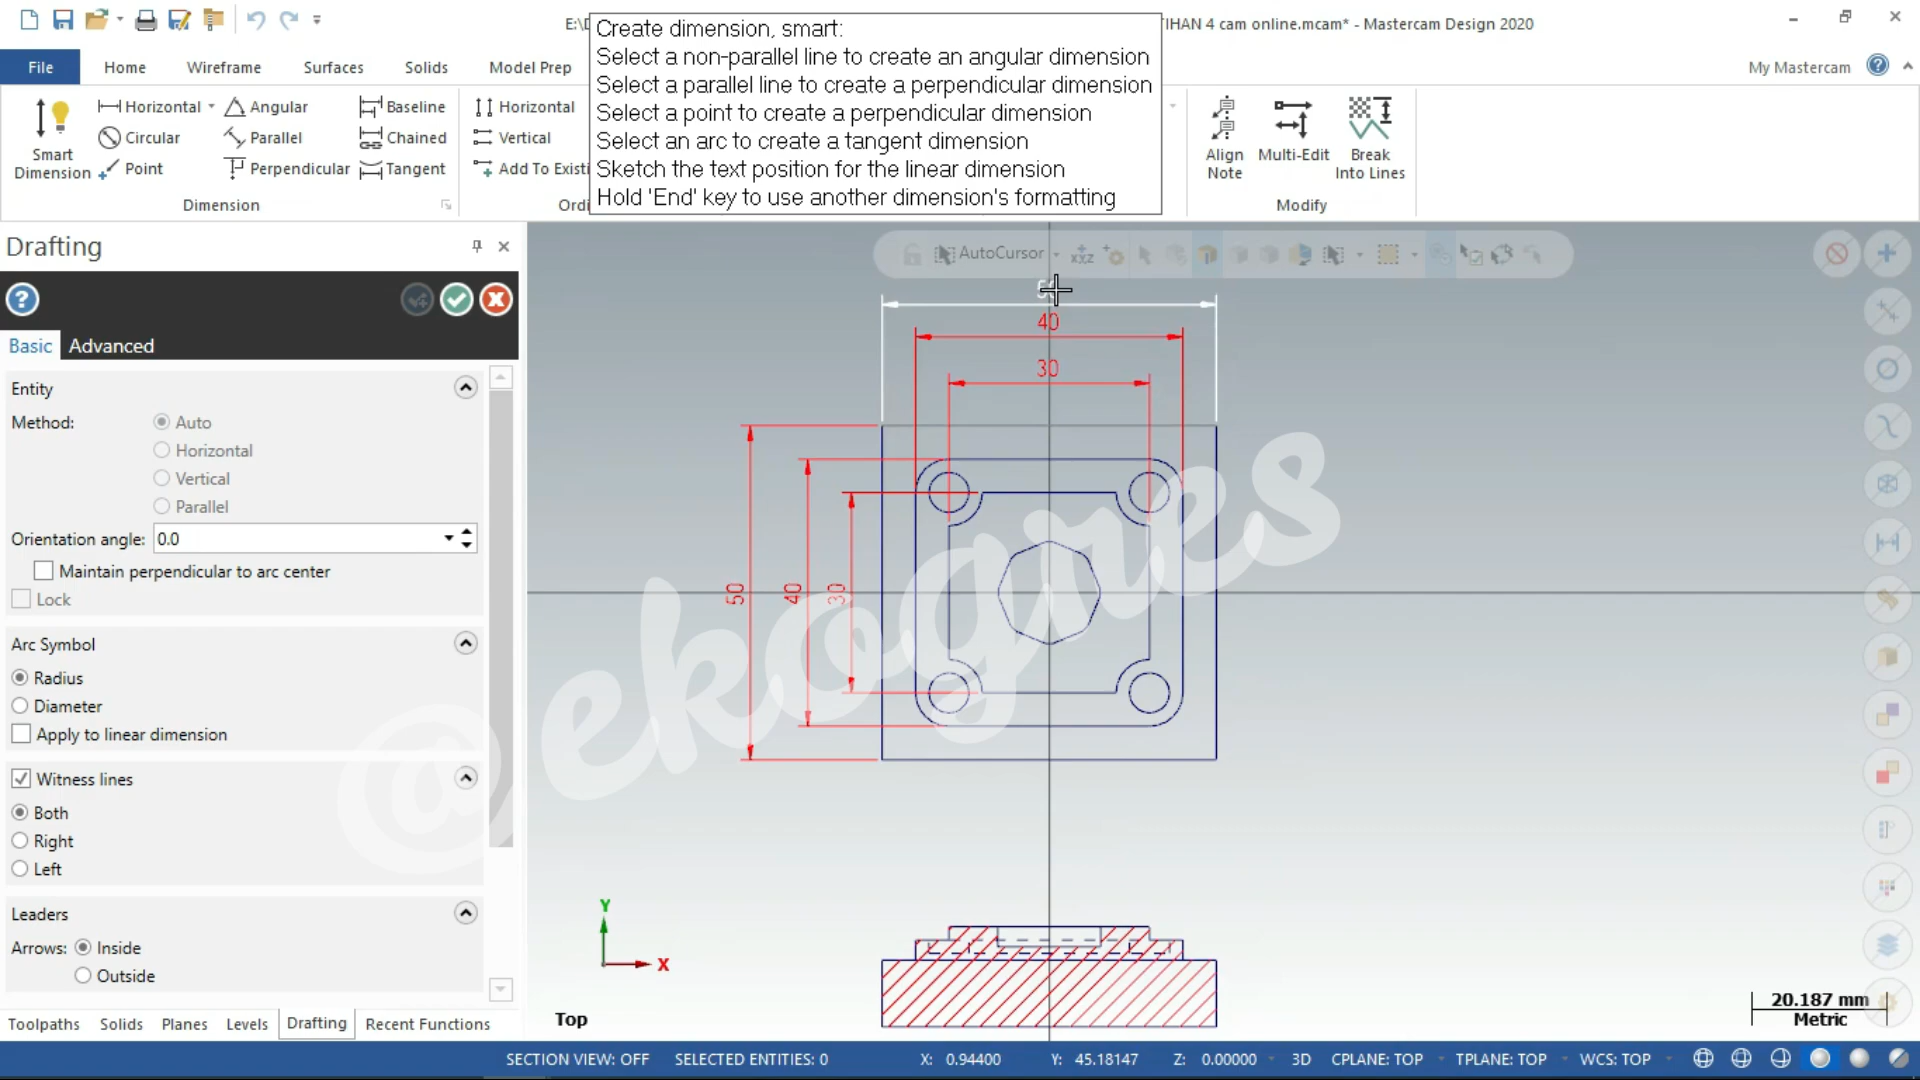 E:\D
TIHAN 4 cam online.mcam* - Mastercam Design 2020
Create dimension, smart:
Select a non-parallel line to create an angular dimension
Select a parallel line to create a perpendicular dimension
Select a point to create a perpendicular dimension
Select an arc to create a tangent dimension
Sketch the text position for the linear dimension
Hold 'End' key to use another dimension's formatting
File Home Wireframe Surfaces Solids Model Prep My Mastercam
Smart Dimension
Horizontal Angular Baseline
Circular Parallel Chained
Point Perpendicular Tangent
Dimension
Horizontal
Vertical
Add To Existi
Ordi
Align Note
Multi-Edit
Break Into Lines
Modify
Drafting
Basic Advanced
Entity
Method: Auto
Horizontal
Vertical
Parallel
Orientation angle: 0.0
Maintain perpendicular to arc center
Lock
Arc Symbol
Radius
Diameter
Apply to linear dimension
Witness lines
Both
Right
Left
Leaders
Arrows: Inside
Outside
Toolpaths Solids Planes Levels Drafting Recent Functions
AutoCursor
40
30
50 40 30
@ekogres
Y
X
Top
20.187 mm
Metric
SECTION VIEW: OFF SELECTED ENTITIES: 0 X: 0.94400 Y: 45.18147 Z: 0.00000 3D CPLANE: TOP TPLANE: TOP WCS: TOP